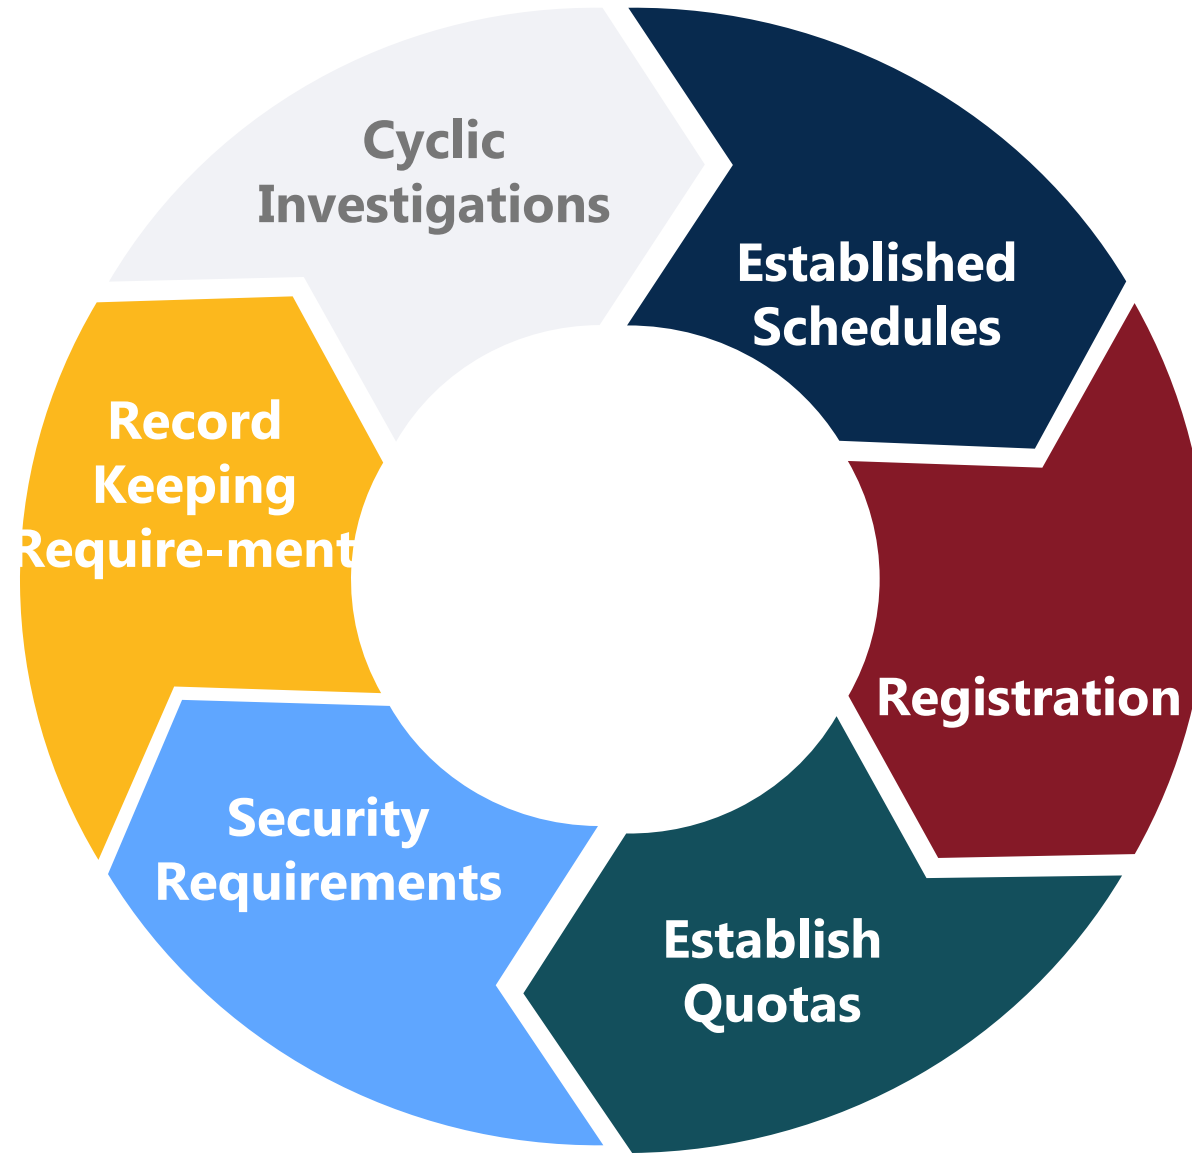 Cyclic
Investigations
Established
Schedules
Registration
Establish
Quotas
Security
Requirements
Record
Keeping
Require-ment